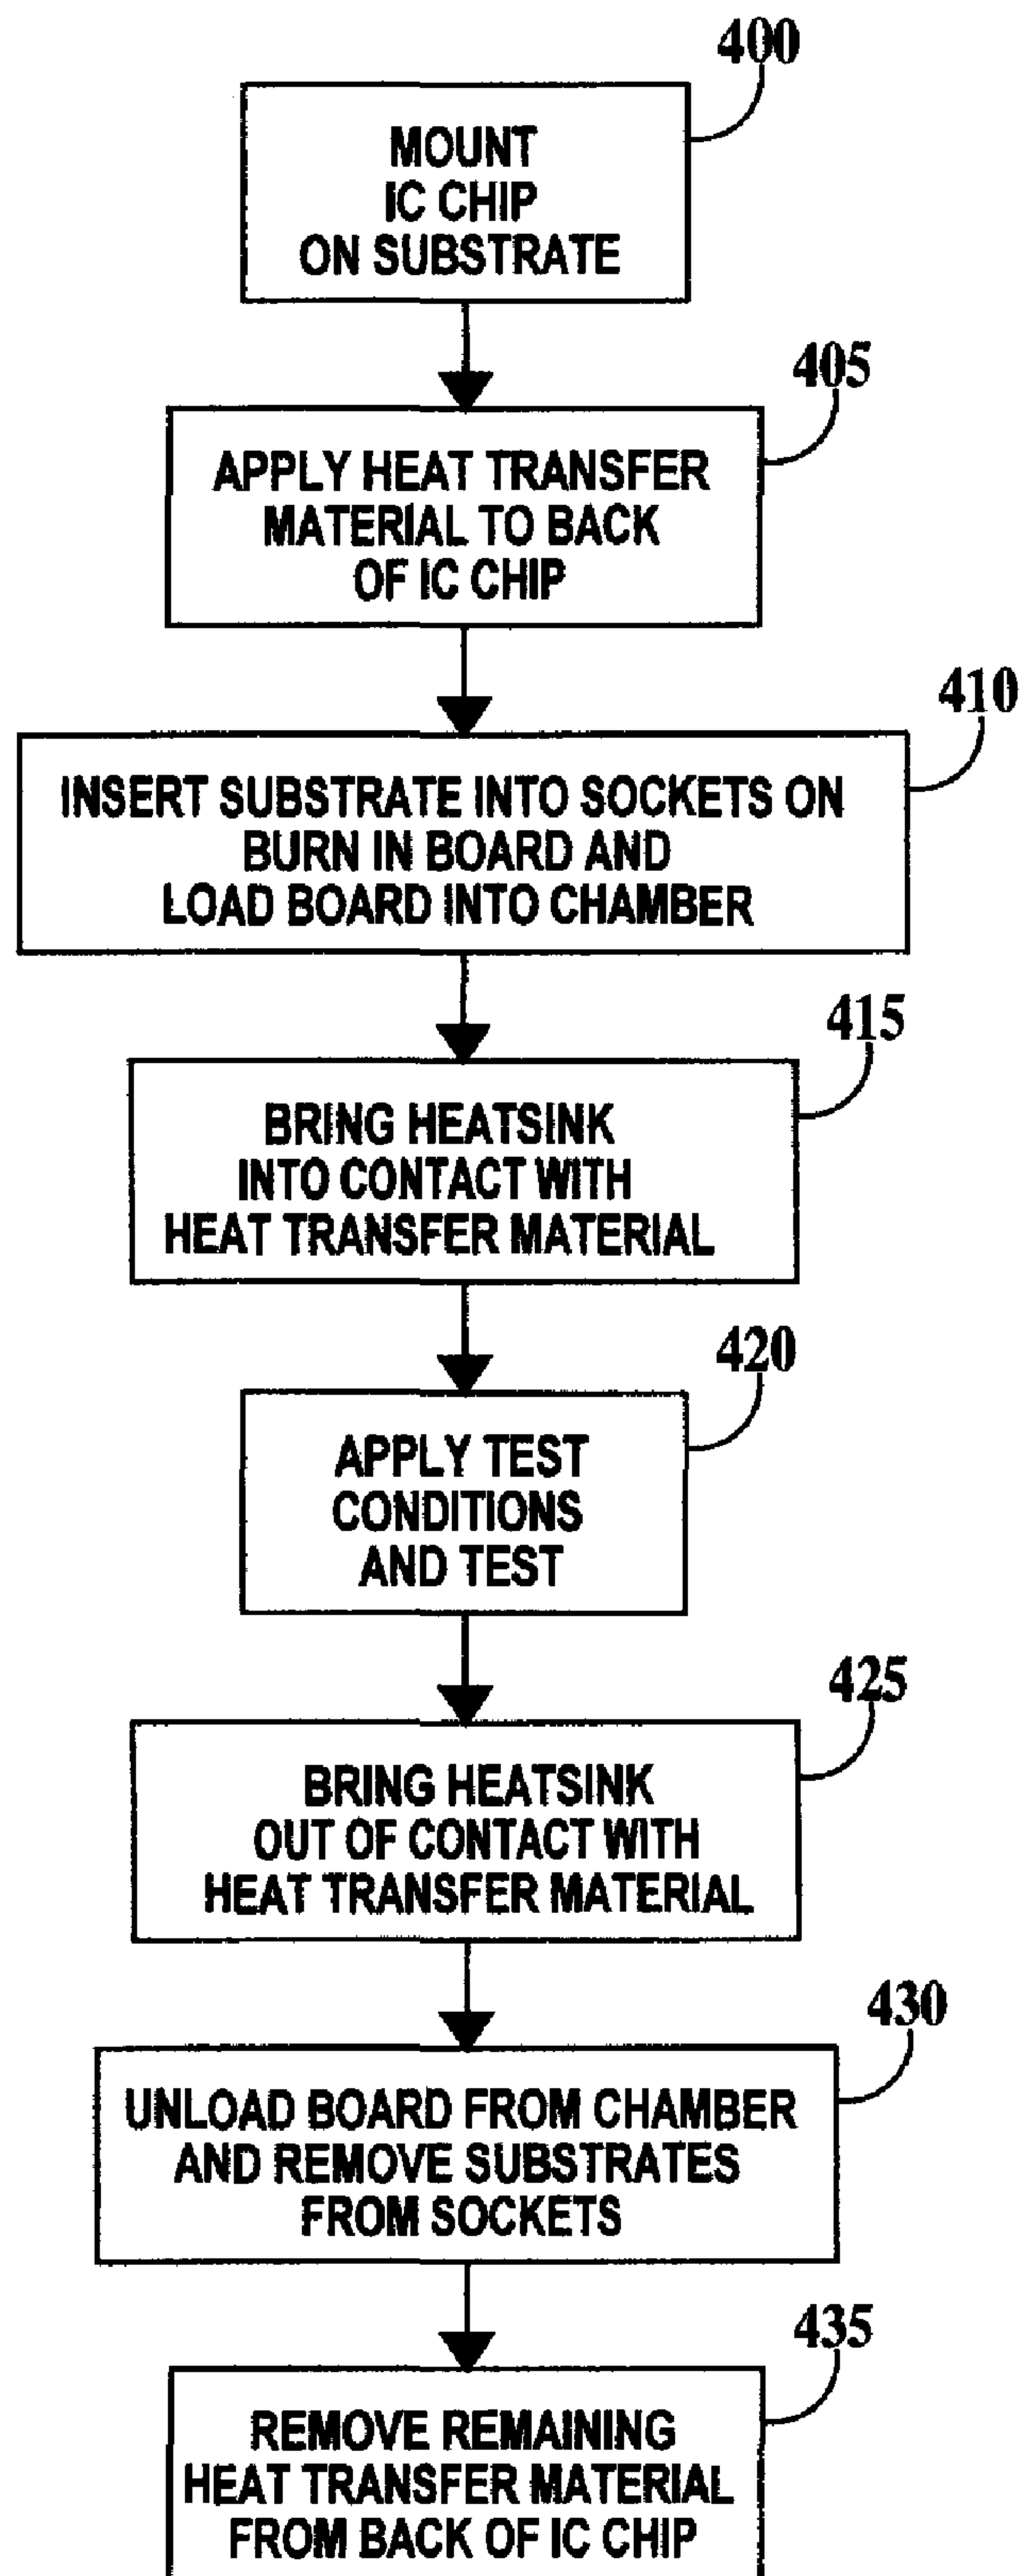 400
MOUNT
IC CHIP
ON SUBSTRATE
405
APPLY HEAT TRANSFER
MATERIAL TO BACK
OF IC CHIP
410
INSERT SUBSTRATE INTO SOCKETS ON
BURN IN BOARD AND
LOAD BOARD INTO CHAMBER
415
BRING HEATSINK
INTO CONTACT WITH
HEAT TRANSFER MATERIAL
420
APPLY TEST
CONDITIONS
AND TEST
425
BRING HEATSINK
OUT OF CONTACT WITH
HEAT TRANSFER MATERIAL
430
UNLOAD BOARD FROM CHAMBER
AND REMOVE SUBSTRATES
FROM SOCKETS
435
REMOVE REMAINING
HEAT TRANSFER MATERIAL
FROM BACK OF IC CHIP